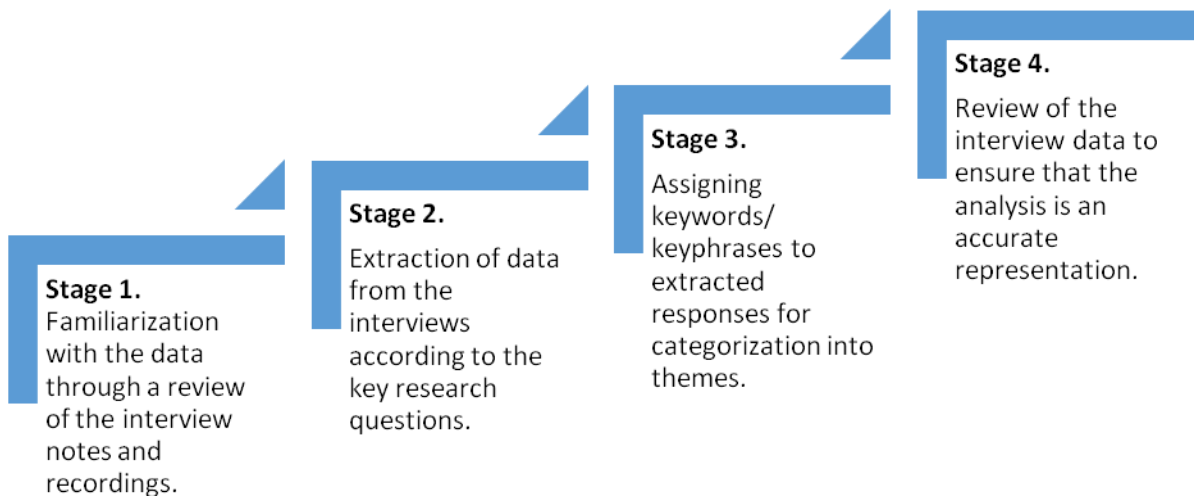 Stage 1.
Familiarization
with the data
through a review
of the interview
notes and
recordings.
Stage 2.
Extraction of data
from the
interviews
according to the
key research
questions.
Stage 3.
Assigning
keywords/
keyphrases to
extracted
responses for
categorization into
themes.
Stage 4.
Review of the
interview data to
ensure that the
analysis is an
accurate
representation.